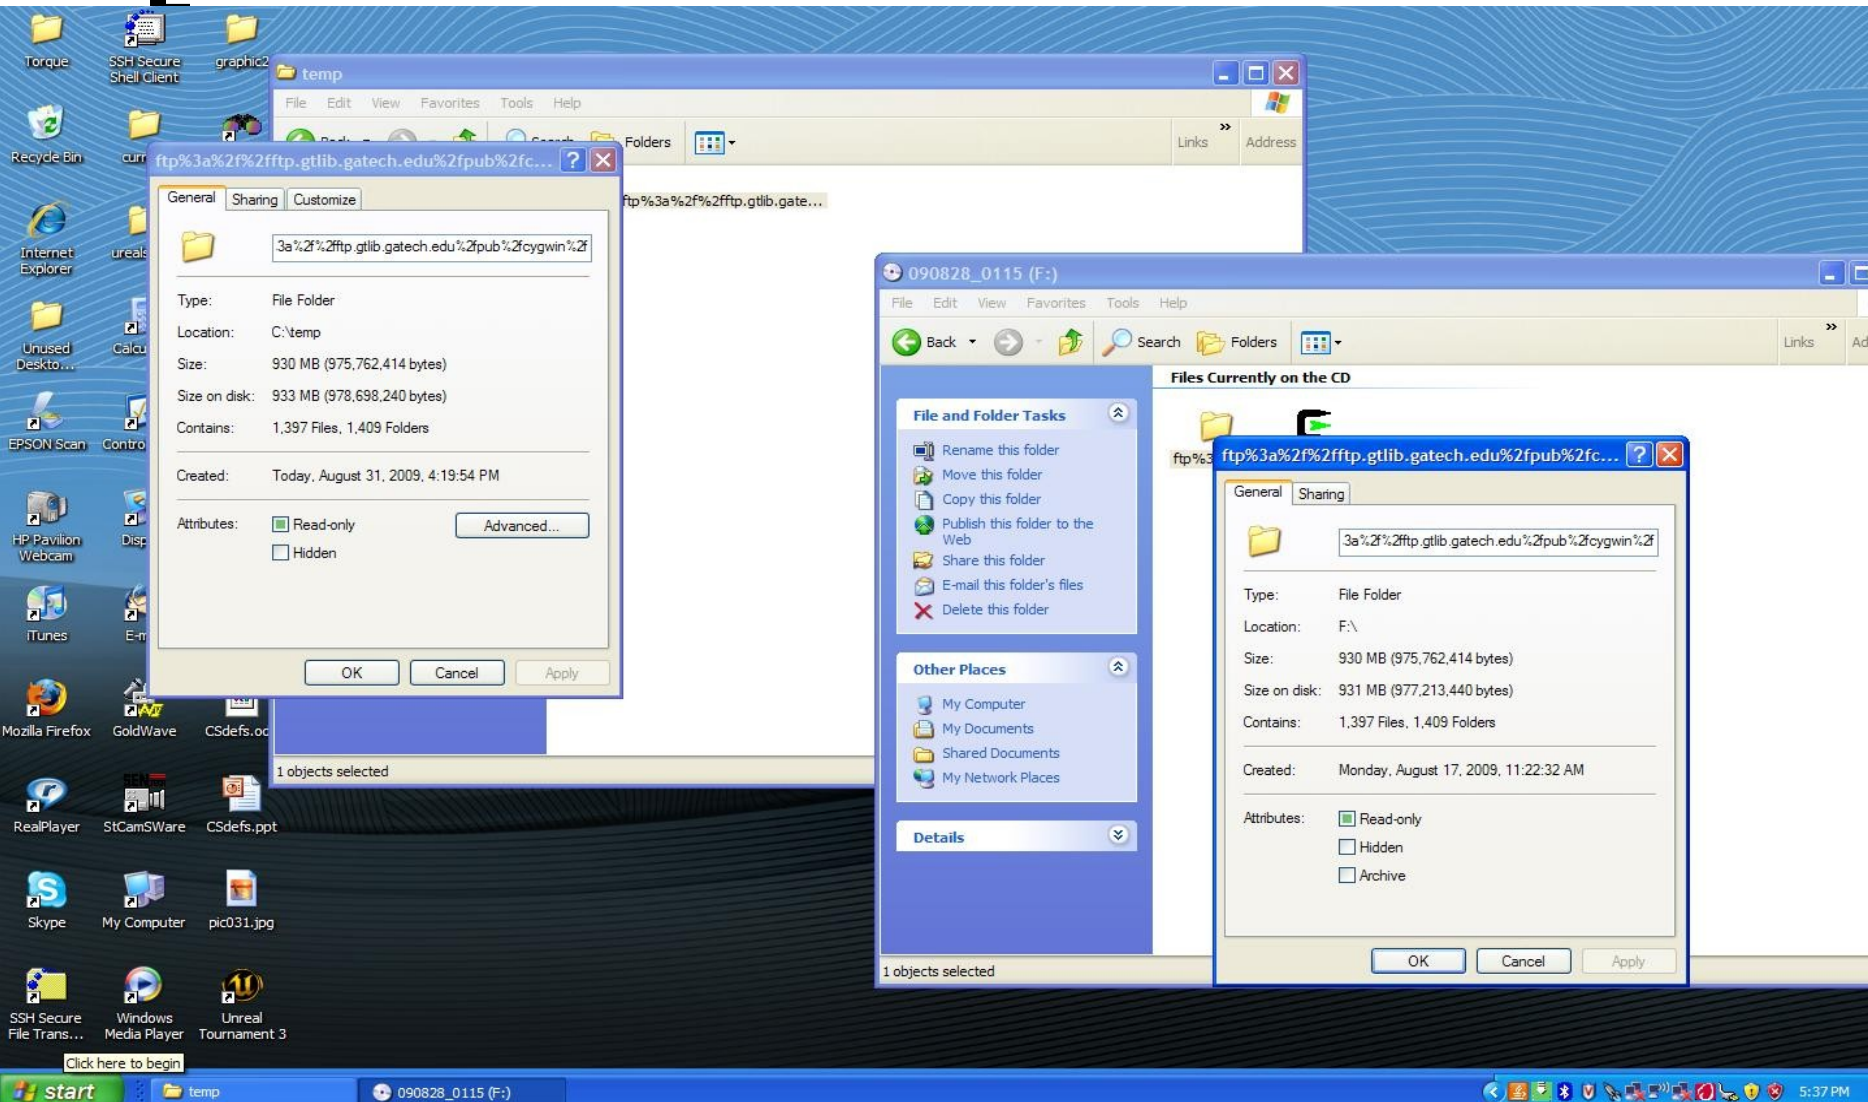 Torque
SSH Secure
Shell Client
graphic2
Recycle Bin
curr
Internet
Explorer
ureals
Unused
Deskto...
Calcu
EPSON Scan
Contro
HP Pavilion
Webcam
Disp
iTunes
E-m
Mozilla Firefox
GoldWave
CSdefs.od
RealPlayer
StCamSWare
CSdefs.ppt
Skype
My Computer
pic031.jpg
SSH Secure
File Trans...
Windows
Media Player
Unreal
Tournament 3
Click here to begin
temp
File Edit View Favorites Tools Help
Back Search Folders
Links » Address
ftp%3a%2f%2fftp.gtlib.gate...
1 objects selected
ftp%3a%2f%2fftp.gtlib.gatech.edu%2fpub%2fc...
General Sharing Customize
3a%2f%2fftp.gtlib.gatech.edu%2fpub%2fcygwin%2f
Type: File Folder
Location: C:\temp
Size: 930 MB (975,762,414 bytes)
Size on disk: 933 MB (978,698,240 bytes)
Contains: 1,397 Files, 1,409 Folders
Created: Today, August 31, 2009, 4:19:54 PM
Attributes: Read-only Advanced...
Hidden
OK Cancel Apply
090828_0115 (F:)
File Edit View Favorites Tools Help
Back Search Folders
Links » Ad
Files Currently on the CD
ftp%3
File and Folder Tasks
Rename this folder
Move this folder
Copy this folder
Publish this folder to the
Web
Share this folder
E-mail this folder's files
Delete this folder
Other Places
My Computer
My Documents
Shared Documents
My Network Places
Details
1 objects selected
ftp%3a%2f%2fftp.gtlib.gatech.edu%2fpub%2fc...
General Sharing
3a%2f%2fftp.gtlib.gatech.edu%2fpub%2fcygwin%2f
Type: File Folder
Location: F:\
Size: 930 MB (975,762,414 bytes)
Size on disk: 931 MB (977,213,440 bytes)
Contains: 1,397 Files, 1,409 Folders
Created: Monday, August 17, 2009, 11:22:32 AM
Attributes: Read-only
Hidden
Archive
OK Cancel Apply
start temp 090828_0115 (F:) 5:37 PM